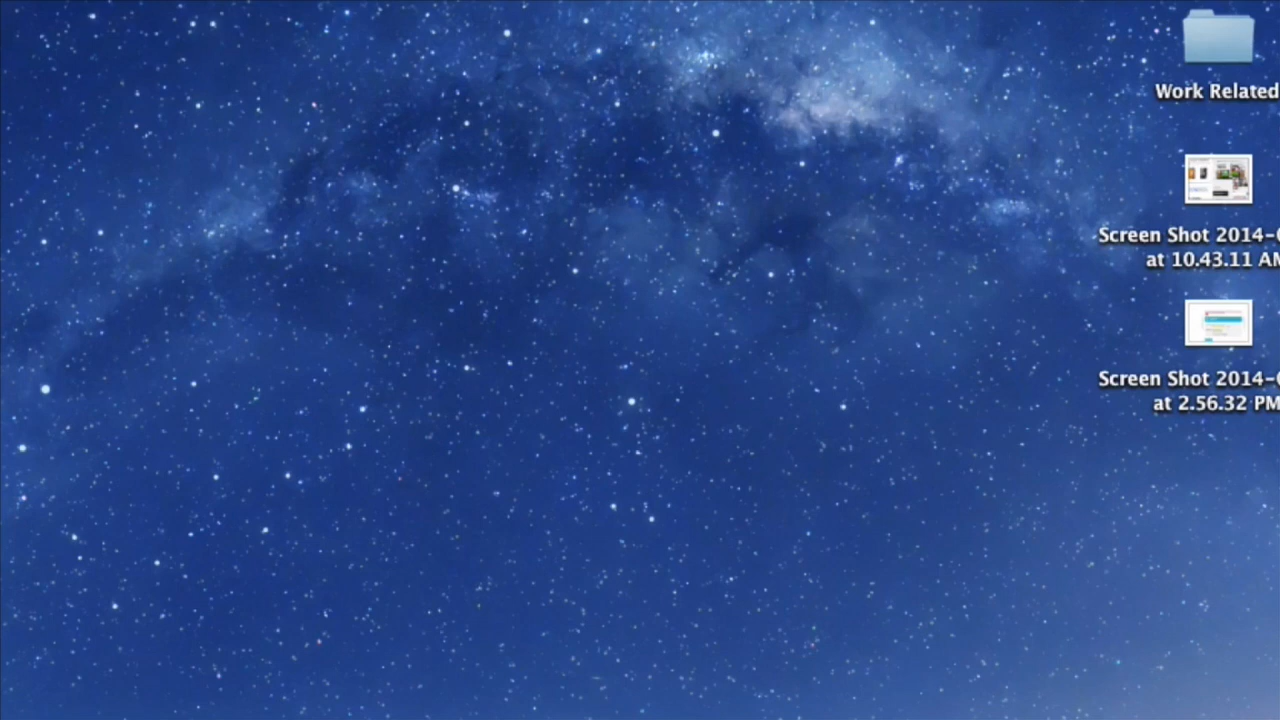 Work Related
Screen Shot 2014-
at 10.43.11 AM
Screen Shot 2014-
at 2.56.32 PM